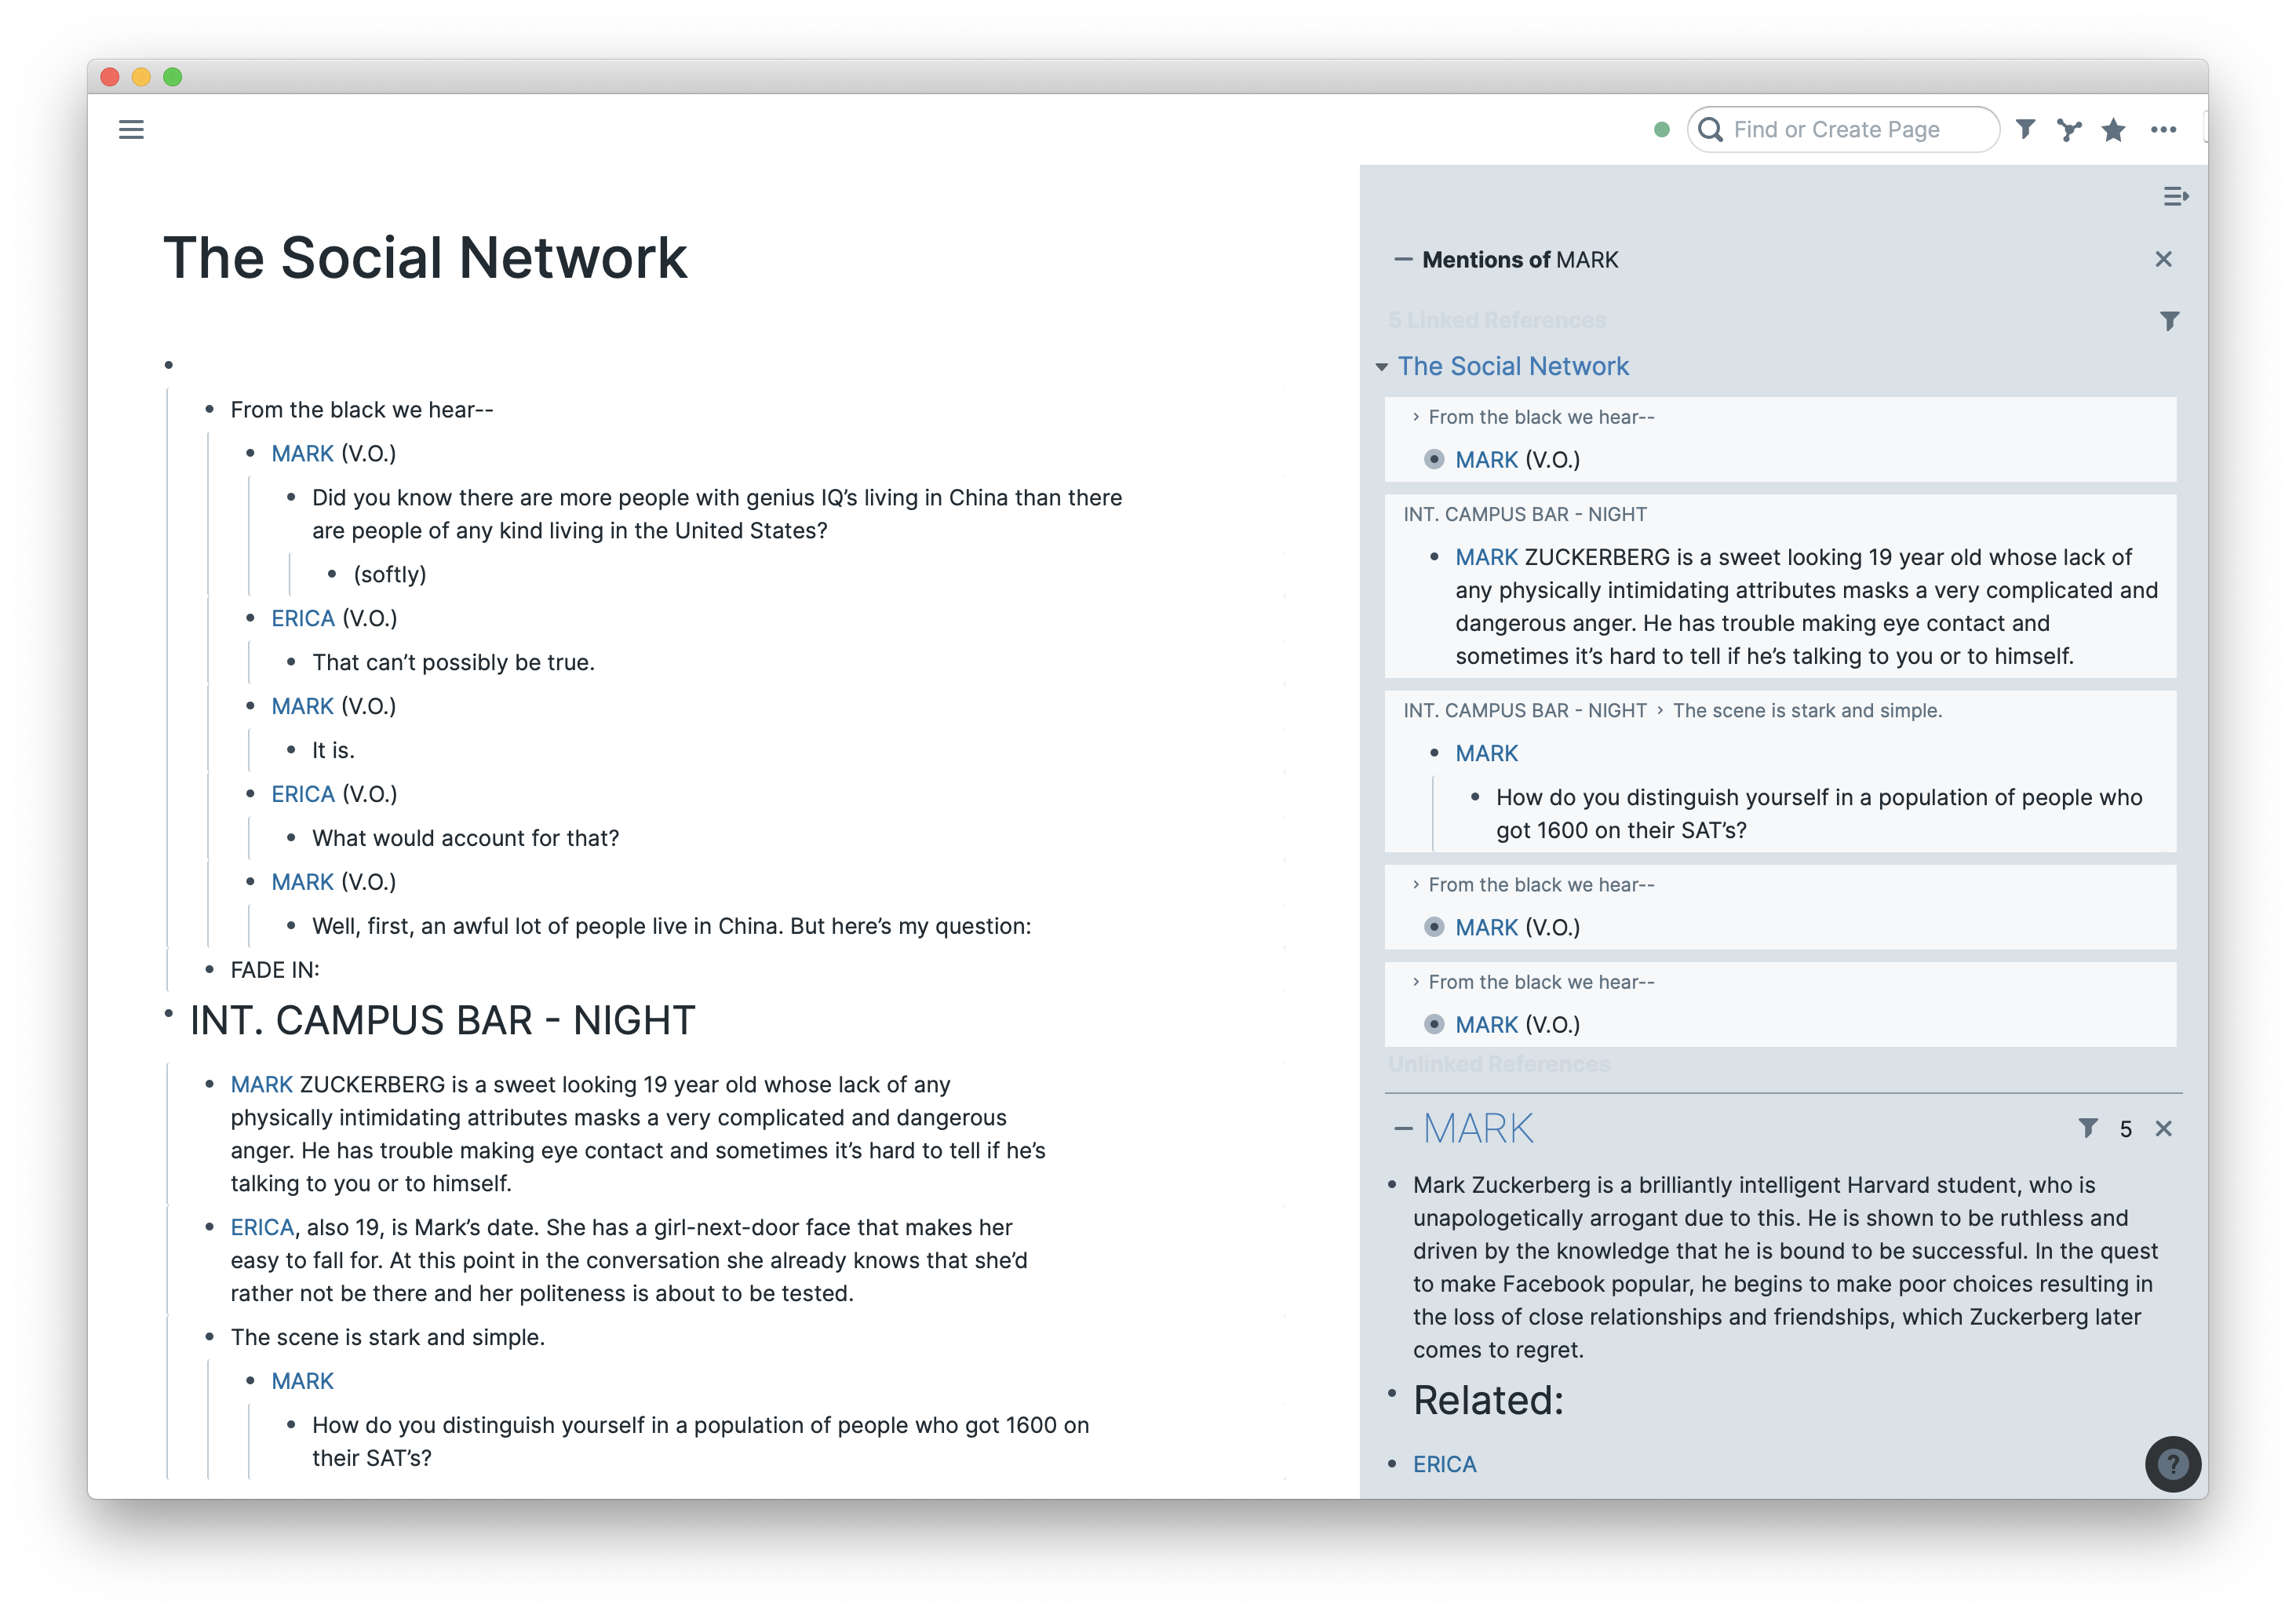 Find or Create Page
The Social Network
From the black we hear--
MARK (V.O.)
Did you know there are more people with genius IQ’s living in China than there
are people of any kind living in the United States?
(softly)
ERICA (V.O.)
That can’t possibly be true.
MARK (V.O.)
It is.
ERICA (V.O.)
What would account for that?
MARK (V.O.)
Well, first, an awful lot of people live in China. But here’s my question:
FADE IN:
INT. CAMPUS BAR - NIGHT
MARK ZUCKERBERG is a sweet looking 19 year old whose lack of any
physically intimidating attributes masks a very complicated and dangerous
anger. He has trouble making eye contact and sometimes it’s hard to tell if he’s
talking to you or to himself.
ERICA, also 19, is Mark’s date. She has a girl-next-door face that makes her
easy to fall for. At this point in the conversation she already knows that she’d
rather not be there and her politeness is about to be tested.
The scene is stark and simple.
MARK
How do you distinguish yourself in a population of people who got 1600 on
their SAT’s?
Mentions of MARK
5 Linked References
The Social Network
From the black we hear--
MARK (V.O.)
INT. CAMPUS BAR - NIGHT
MARK ZUCKERBERG is a sweet looking 19 year old whose lack of
any physically intimidating attributes masks a very complicated and
dangerous anger. He has trouble making eye contact and
sometimes it’s hard to tell if he’s talking to you or to himself.
INT. CAMPUS BAR - NIGHT › The scene is stark and simple.
MARK
How do you distinguish yourself in a population of people who
got 1600 on their SAT’s?
From the black we hear--
MARK (V.O.)
From the black we hear--
MARK (V.O.)
Unlinked References
MARK
5
Mark Zuckerberg is a brilliantly intelligent Harvard student, who is
unapologetically arrogant due to this. He is shown to be ruthless and
driven by the knowledge that he is bound to be successful. In the quest
to make Facebook popular, he begins to make poor choices resulting in
the loss of close relationships and friendships, which Zuckerberg later
comes to regret.
Related:
ERICA
?